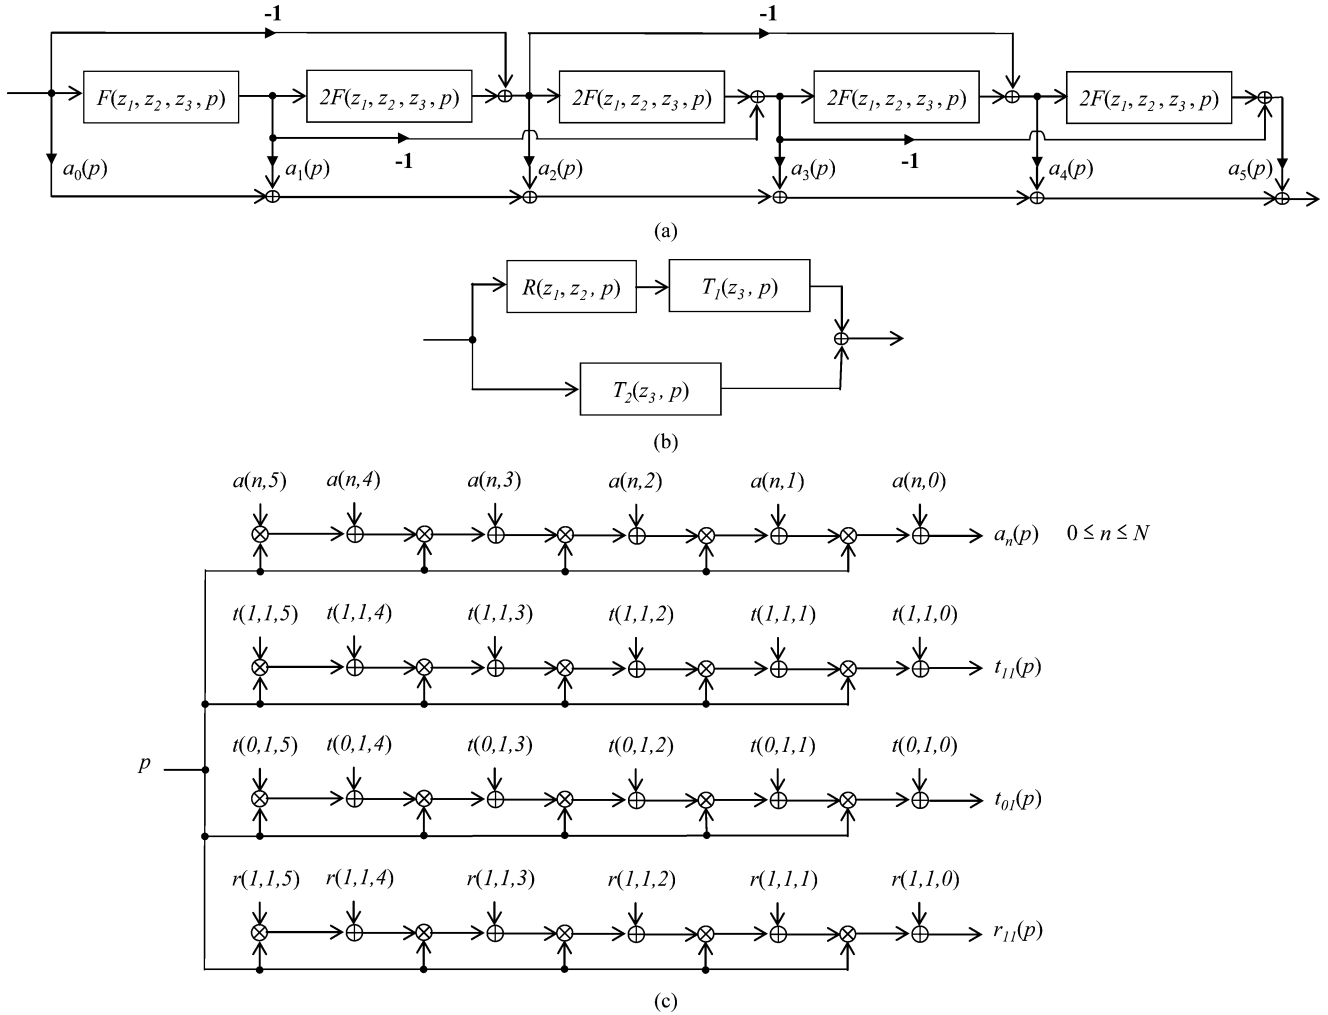 -1 -1
F(z1, z2, z3, p) 2F(z1, z2, z3, p) 2F(z1, z2, z3, p) 2F(z1, z2, z3, p) 2F(z1, z2, z3, p)
-1 -1
a0(p) a1(p) a2(p) a3(p) a4(p) a5(p)
(a)
R(z1, z2, p) T1(z3, p)
T2(z3, p)
(b)
a(n,5) a(n,4) a(n,3) a(n,2) a(n,1) a(n,0)
an(p) 0 ≤ n ≤ N
t(1,1,5) t(1,1,4) t(1,1,3) t(1,1,2) t(1,1,1) t(1,1,0)
t11(p)
t(0,1,5) t(0,1,4) t(0,1,3) t(0,1,2) t(0,1,1) t(0,1,0)
p
t01(p)
r(1,1,5) r(1,1,4) r(1,1,3) r(1,1,2) r(1,1,1) r(1,1,0)
r11(p)
(c)